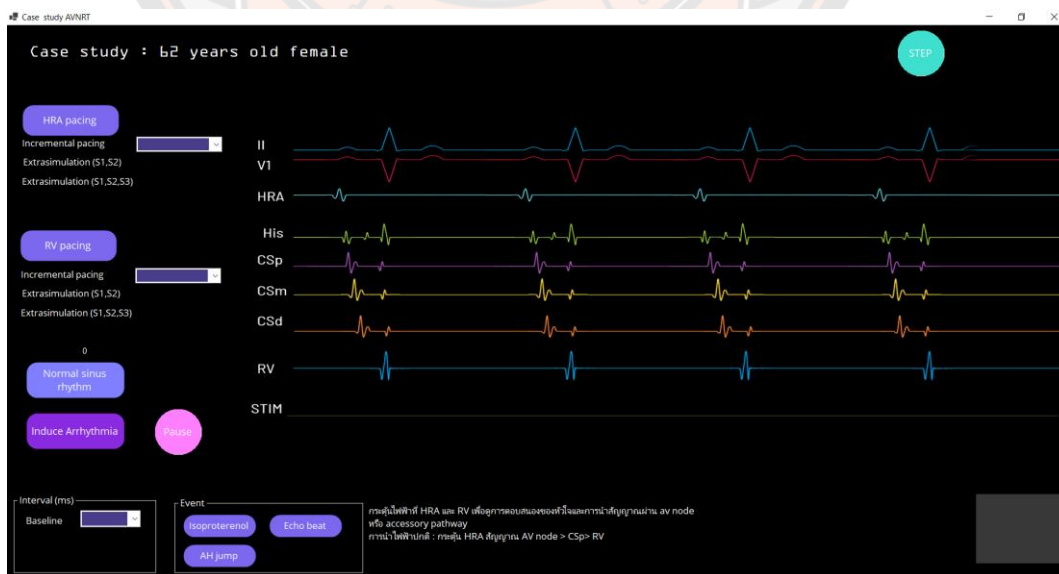 Case study AVNRT
Case study : 62 years old female
STEP
HRA pacing
Incremental pacing
Extrasimulation (S1,S2)
Extrasimulation (S1,S2,S3)
RV pacing
Incremental pacing
Extrasimulation (S1,S2)
Extrasimulation (S1,S2,S3)
0
Normal sinus
rhythm
Induce Arrhythmia
Pause
II
V1
HRA
His
CSp
CSm
CSd
RV
STIM
Interval (ms)
Baseline
Event
Isoproterenol
Echo beat
AH jump
กระตุ้นไฟฟ้าที่ HRA และ RV เพื่อดูการตอบสนองของหัวใจและการนำสัญญาณผ่าน av node
หรือ accessory pathway
การนำไฟฟ้าปกติ : กระตุ้น HRA สัญญาณ AV node > CSp> RV